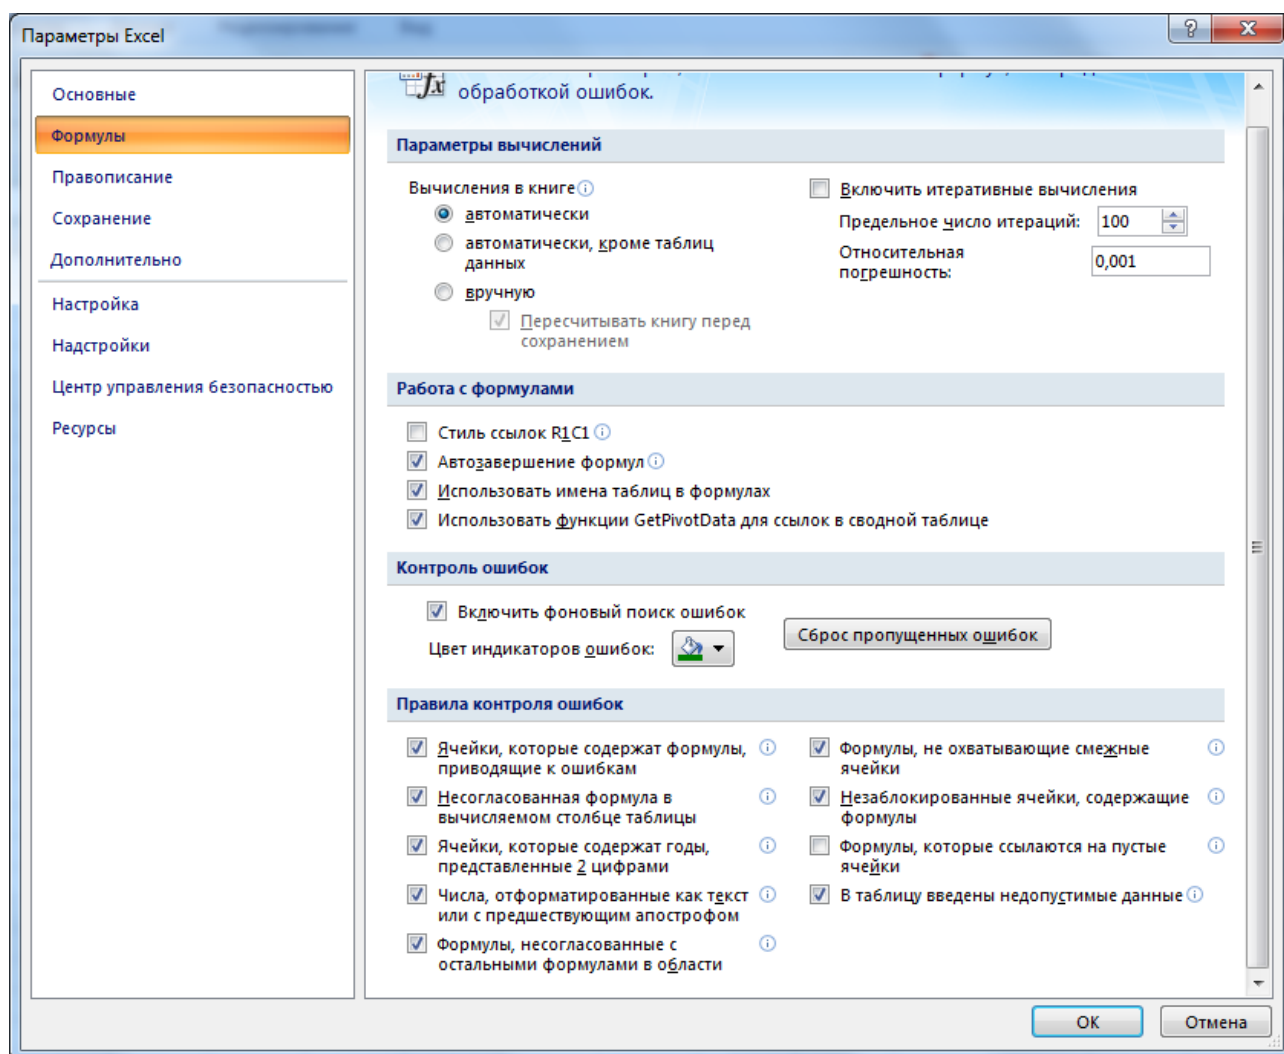 Параметры Excel
Основные
Формулы
Правописание
Сохранение
Дополнительно
Настройка
Надстройки
Центр управления безопасностью
Ресурсы
обработкой ошибок.
Параметры вычислений
Вычисления в книге
автоматически
автоматически, кроме таблиц
данных
вручную
Пересчитывать книгу перед
сохранением
Включить итеративные вычисления
Предельное число итераций: 100
Относительная
погрешность: 0,001
Работа с формулами
Стиль ссылок R1C1
Автозавершение формул
Использовать имена таблиц в формулах
Использовать функции GetPivotData для ссылок в сводной таблице
Контроль ошибок
Включить фоновый поиск ошибок
Цвет индикаторов ошибок:
Сброс пропущенных ошибок
Правила контроля ошибок
Ячейки, которые содержат формулы,
приводящие к ошибкам
Несогласованная формула в
вычисляемом столбце таблицы
Ячейки, которые содержат годы,
представленные 2 цифрами
Числа, отформатированные как текст
или с предшествующим апострофом
Формулы, несогласованные с
остальными формулами в области
Формулы, не охватывающие смежные
ячейки
Незаблокированные ячейки, содержащие
формулы
Формулы, которые ссылаются на пустые
ячейки
В таблицу введены недопустимые данные
ОК
Отмена